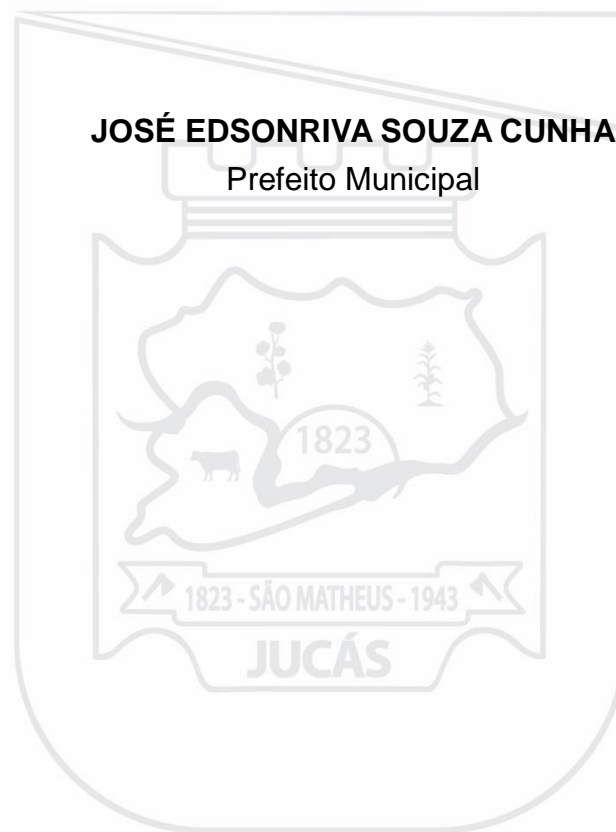 JOSÉ EDSONRIVA SOUZA CUNHA
Prefeito Municipal
1823
1823 - SÃO MATHEUS - 1943
JUCÁS